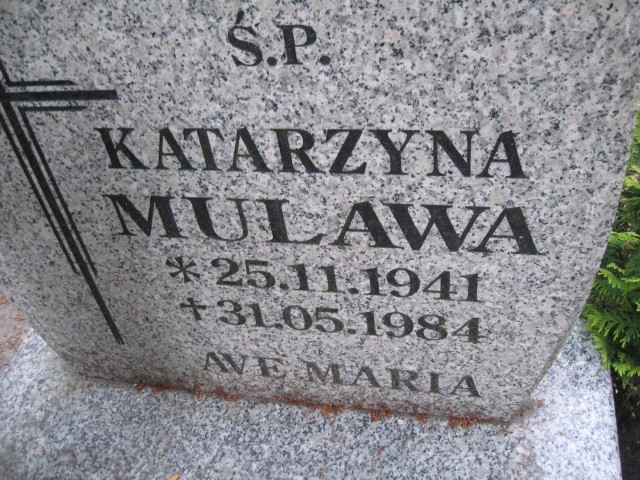 Ś.P.
KATARZYNA
MULAWA
* 25.11.1941
+ 31.05.1984
AVE MARIA